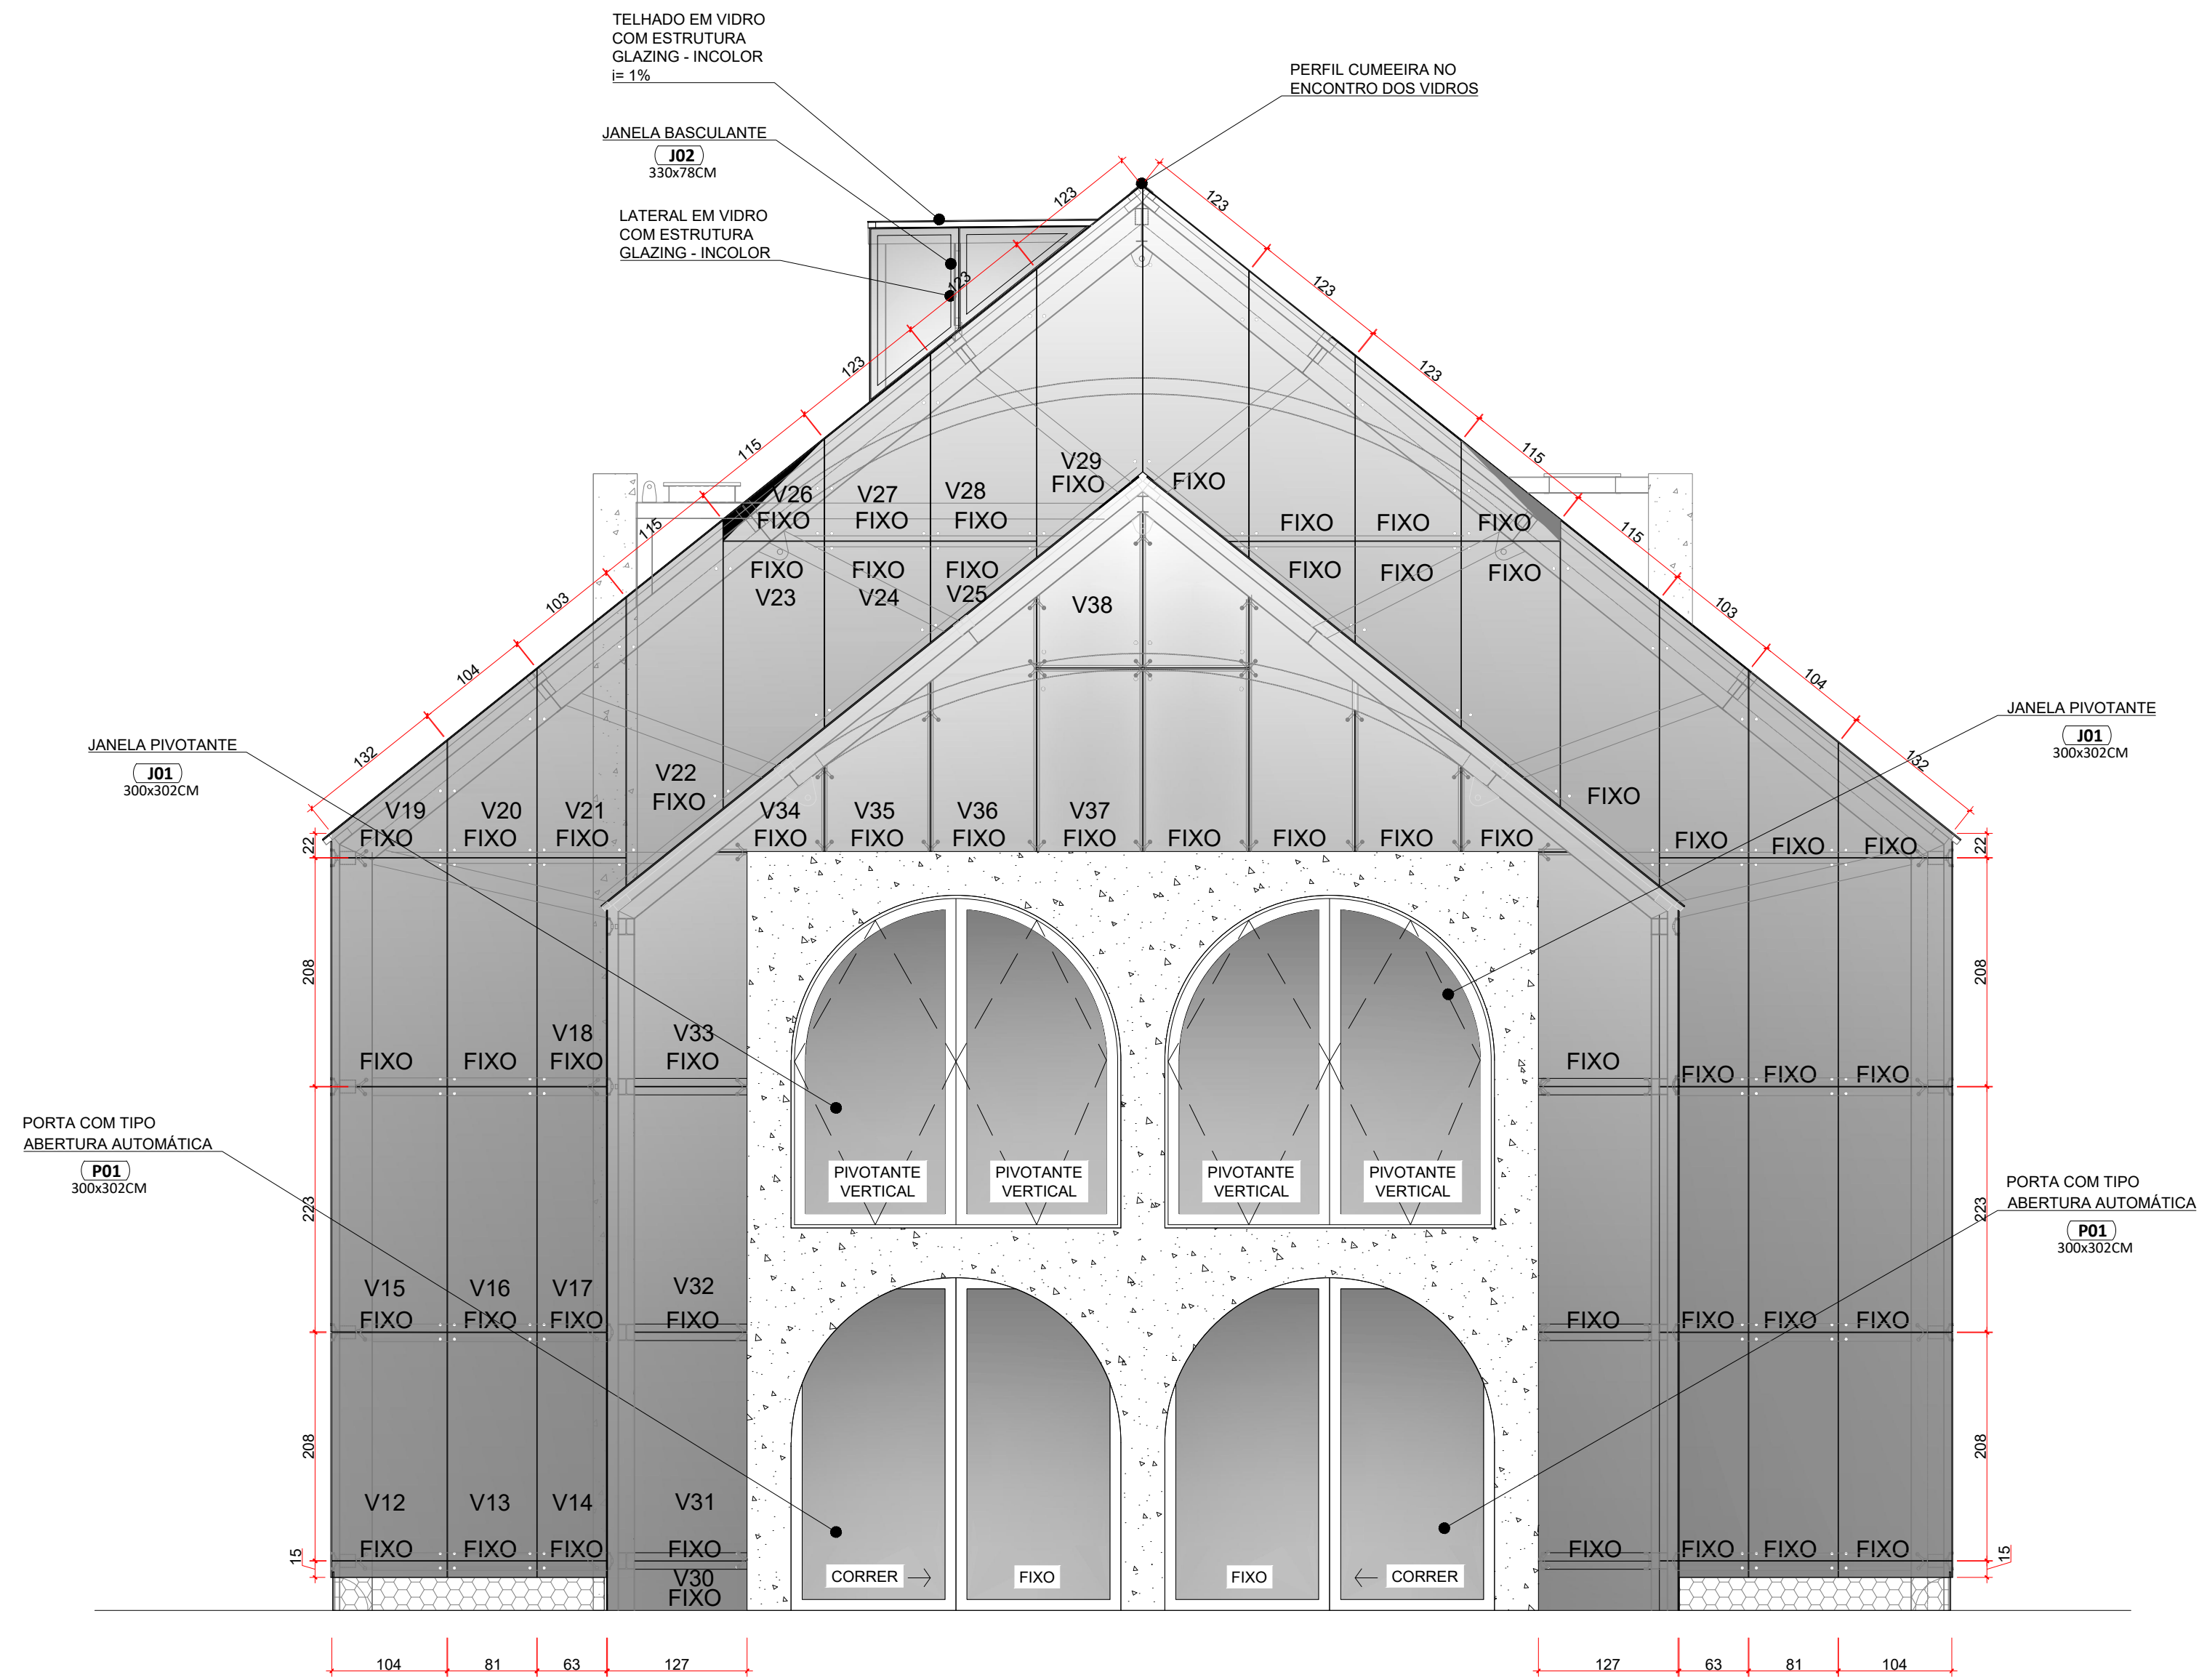 TELHADO EM VIDRO
COM ESTRUTURA
GLAZING - INCOLOR
i= 1%
PERFIL CUMEEIRA NO
ENCONTRO DOS VIDROS
JANELA BASCULANTE
J02
330x78CM
LATERAL EM VIDRO
COM ESTRUTURA
GLAZING - INCOLOR
123
123
123
115
115
103
104
132
123
123
123
115
115
103
104
132
V29
FIXO
FIXO
V26
V27
V28
FIXO
FIXO
FIXO
FIXO
FIXO
FIXO
FIXO
FIXO
FIXO
FIXO
FIXO
FIXO
V23
V24
V25
V38
JANELA PIVOTANTE
J01
300x302CM
JANELA PIVOTANTE
J01
300x302CM
V22
FIXO
FIXO
V19
V20
V21
FIXO
FIXO
FIXO
V34
V35
V36
V37
FIXO
FIXO
FIXO
FIXO
FIXO
FIXO
FIXO
FIXO
FIXO
FIXO
FIXO
22
208
223
208
15
22
208
223
208
15
V18
V33
FIXO
FIXO
FIXO
FIXO
FIXO
FIXO
FIXO
FIXO
PORTA COM TIPO
ABERTURA AUTOMÁTICA
P01
300x302CM
PIVOTANTE
VERTICAL
PIVOTANTE
VERTICAL
PIVOTANTE
VERTICAL
PIVOTANTE
VERTICAL
PORTA COM TIPO
ABERTURA AUTOMÁTICA
P01
300x302CM
V15
V16
V17
V32
FIXO
FIXO
FIXO
FIXO
FIXO
FIXO
FIXO
FIXO
V12
V13
V14
V31
FIXO
FIXO
FIXO
FIXO
FIXO
FIXO
FIXO
FIXO
V30
FIXO
CORRER
FIXO
FIXO
CORRER
104
81
63
127
127
63
81
104